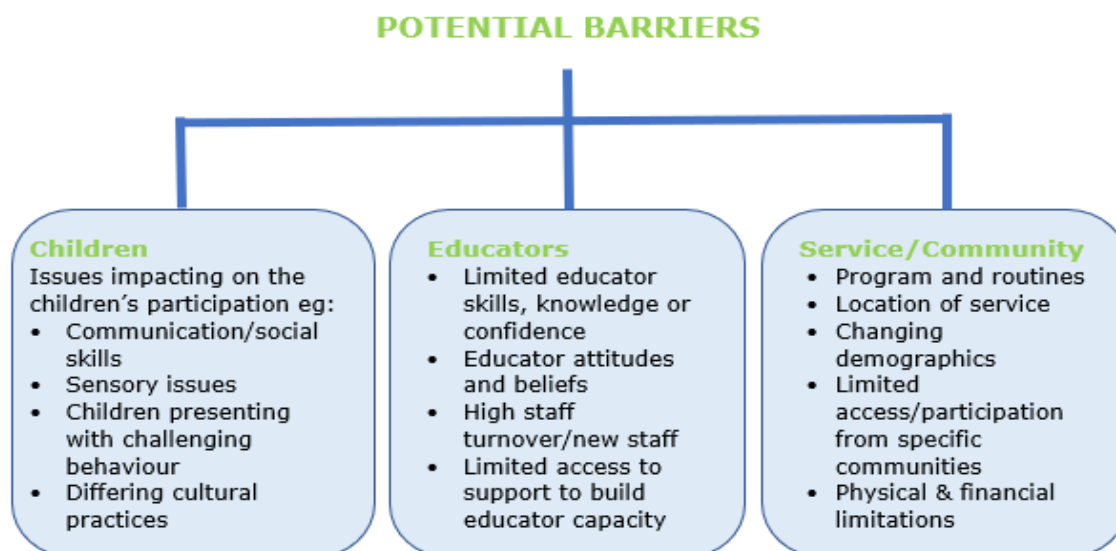 POTENTIAL BARRIERS
Children
Issues impacting on the
children´s participation eg:
• Communication/social
skills
• Sensory issues
• Children presenting
with challenging
behaviour
• Differing cultural
practices
Educators
• Limited educator
skills, knowledge or
confidence
• Educator attitudes
and beliefs
• High staff
turnover/new staff
• Limited access to
support to build
educator capacity
Service/Community
• Program and routines
• Location of service
• Changing
demographics
• Limited
access/participation
from specific
communities
• Physical & financial
limitations